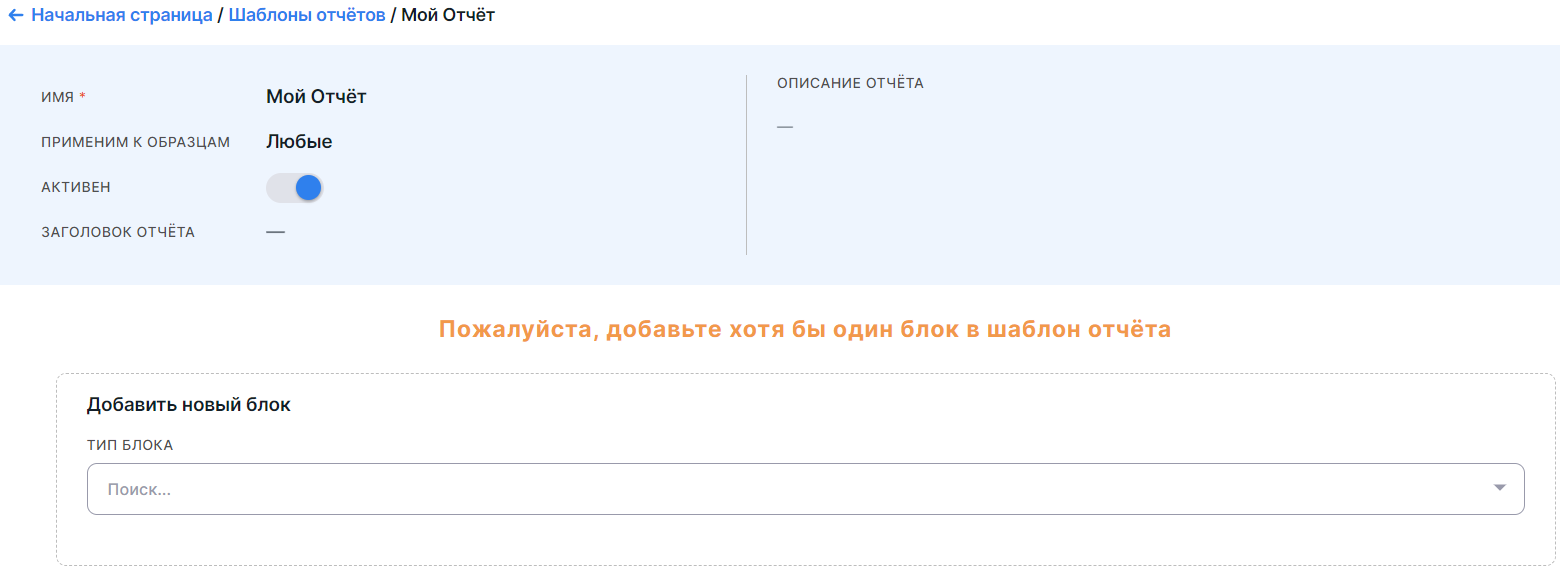 ← Начальная страница / Шаблоны отчётов / Мой Отчёт
ИМЯ * Мой Отчёт
ПРИМЕНИМ К ОБРАЗЦАМ Любые
АКТИВЕН
ЗАГОЛОВОК ОТЧЁТА —
ОПИСАНИЕ ОТЧЁТА
—
Пожалуйста, добавьте хотя бы один блок в шаблон отчёта
Добавить новый блок
ТИП БЛОКА
Поиск...